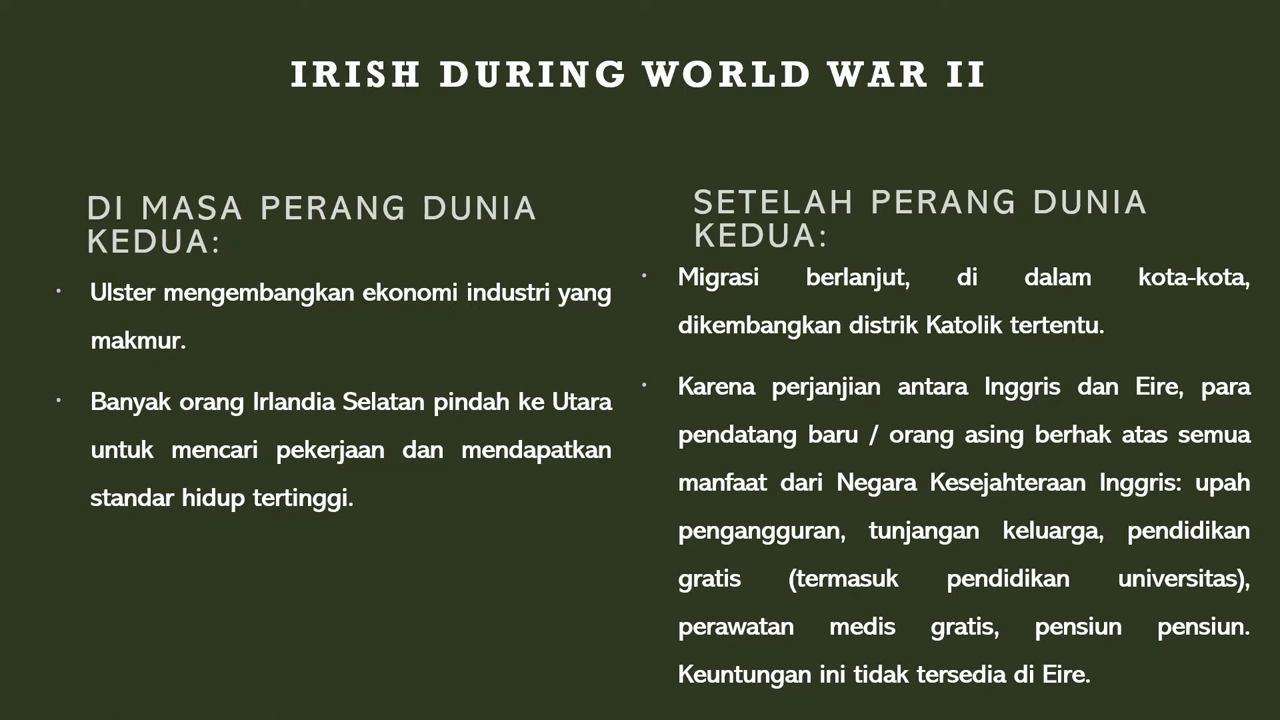 IRISH DURING WORLD WAR II
DI MASA PERANG DUNIA
KEDUA:
· Ulster mengembangkan ekonomi industri yang
makmur.
· Banyak orang Irlandia Selatan pindah ke Utara
untuk mencari pekerjaan dan mendapatkan
standar hidup tertinggi.
SETELAH PERANG DUNIA
KEDUA:
· Migrasi berlanjut, di dalam kota-kota,
dikembangkan distrik Katolik tertentu.
· Karena perjanjian antara Inggris dan Eire, para
pendatang baru / orang asing berhak atas semua
manfaat dari Negara Kesejahteraan Inggris: upah
pengangguran, tunjangan keluarga, pendidikan
gratis (termasuk pendidikan universitas),
perawatan medis gratis, pensiun pensiun.
Keuntungan ini tidak tersedia di Eire.